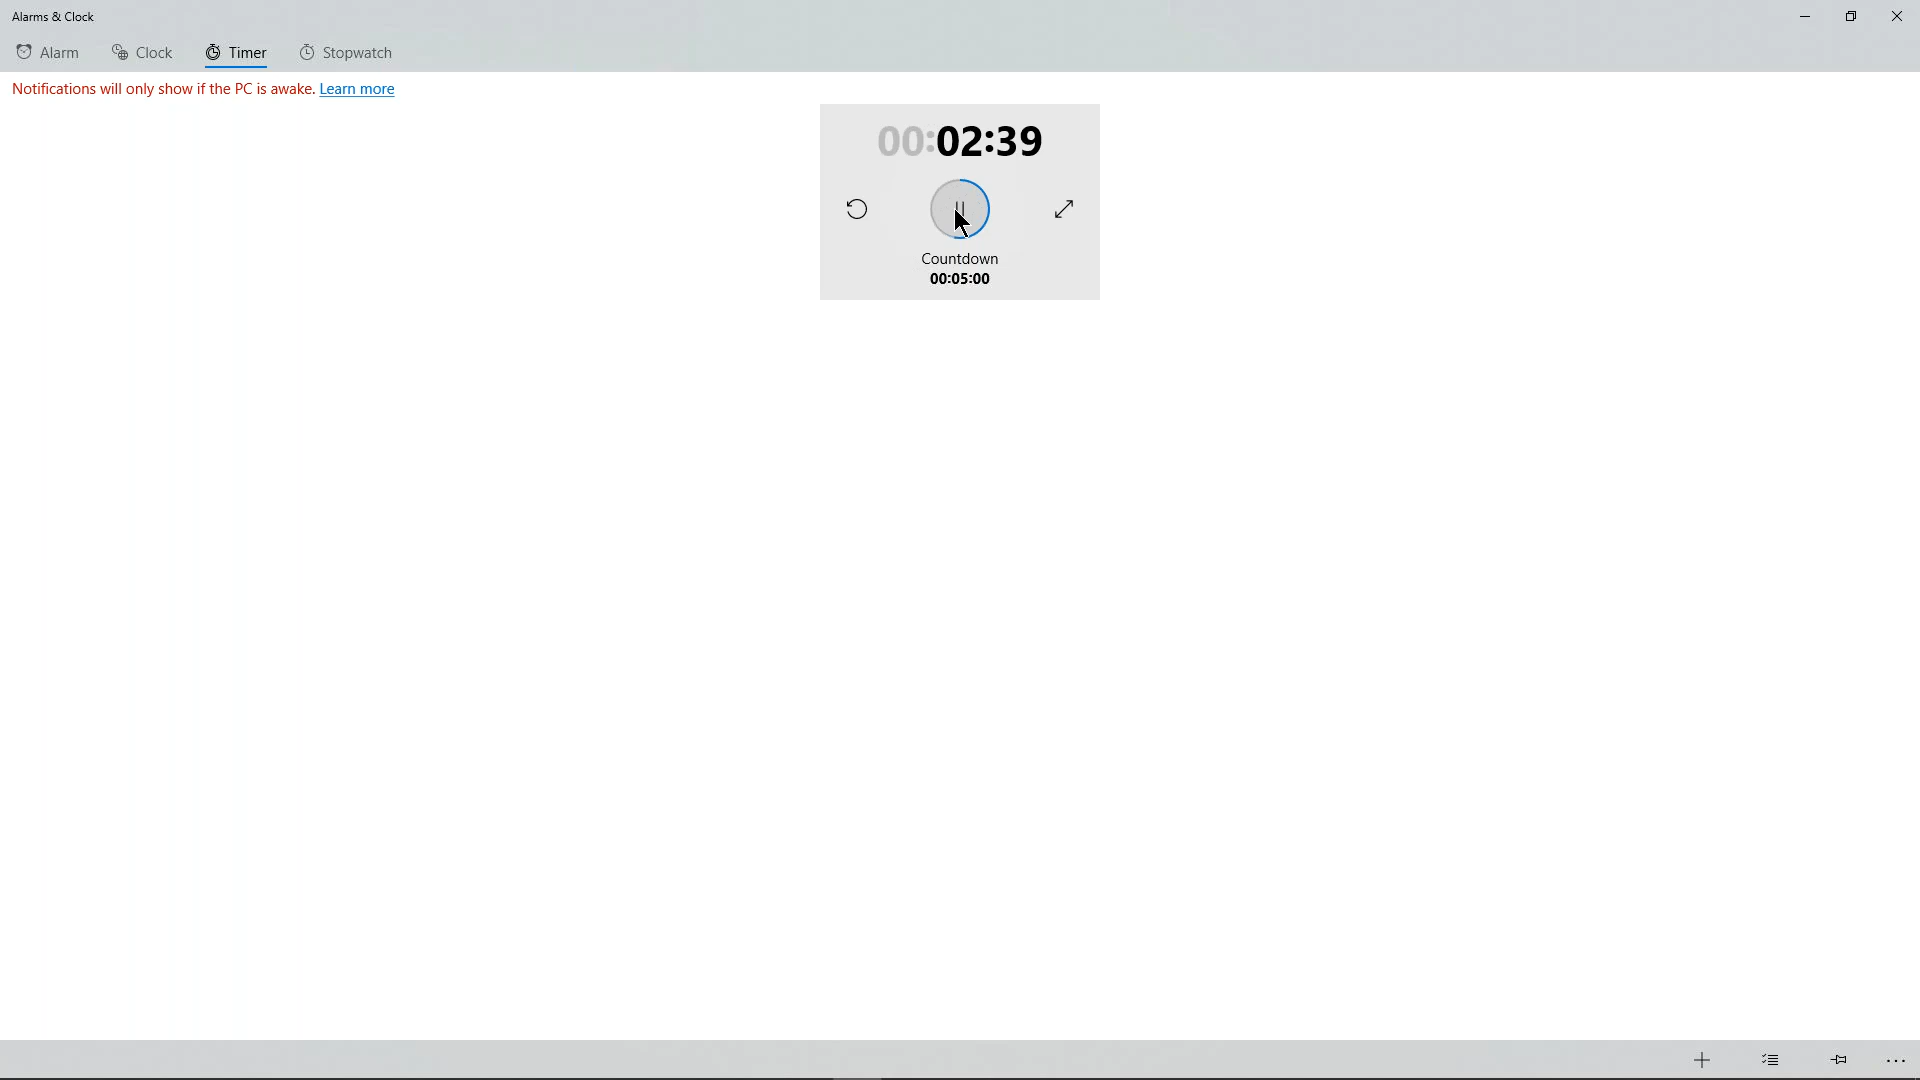 Alarms & Clock
Alarm Clock Timer Stopwatch
Notifications will only show if the PC is awake. Learn more
00:02:39
Countdown
00:05:00